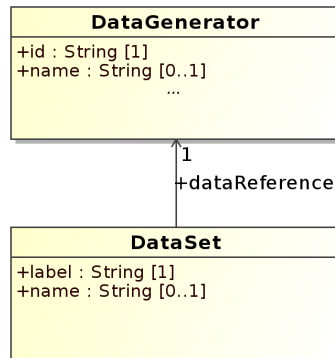 DataGenerator
+id : String [1]
+name : String [0..1]
...
1
+dataReference
DataSet
+label : String [1]
+name : String [0..1]